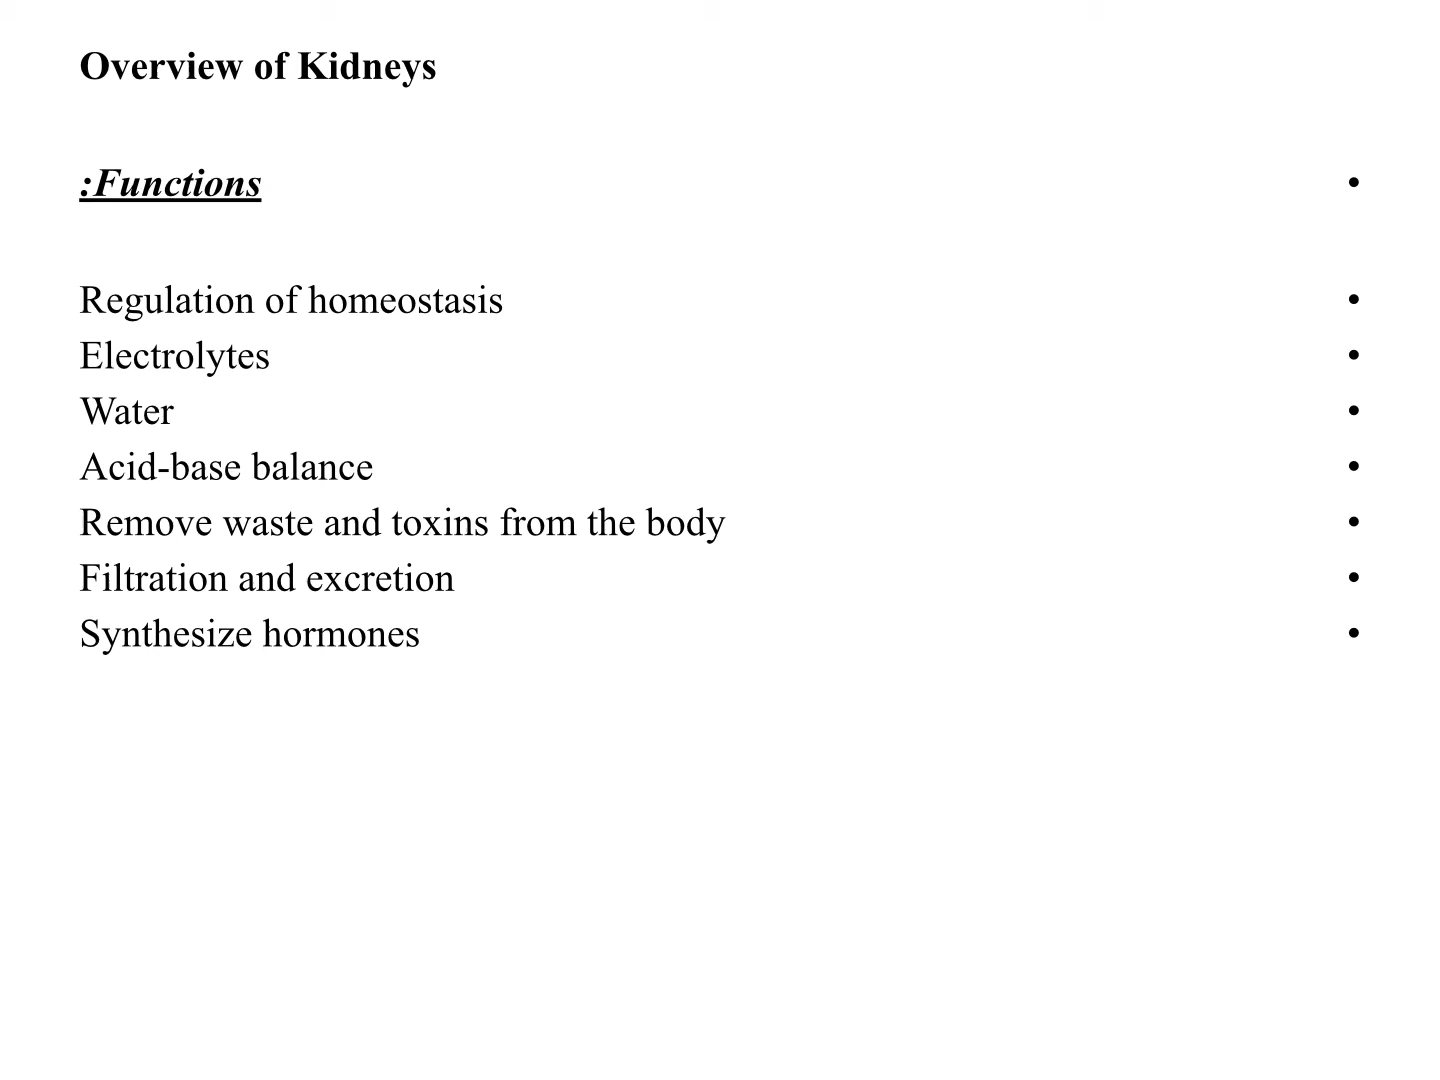 Overview of Kidneys
:Functions •
Regulation of homeostasis •
Electrolytes •
Water •
Acid-base balance •
Remove waste and toxins from the body •
Filtration and excretion •
Synthesize hormones •